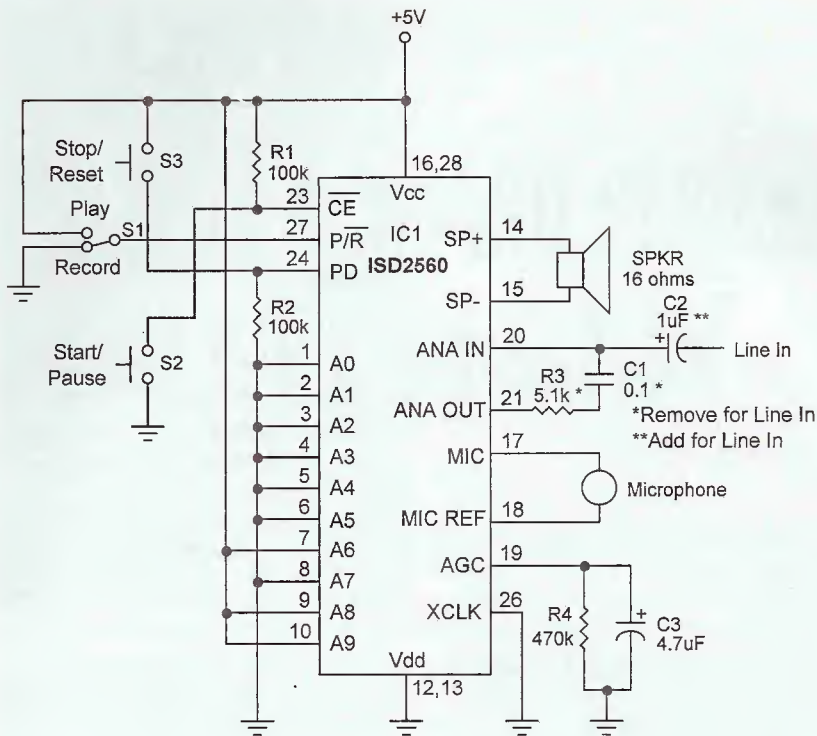 +5V
Stop/
Reset
S3
R1
100k
16,28
Vcc
Play
23
CE
S1
27
P/R
IC1
SP+
14
Record
24
PD
ISD2560
SPKR
16 ohms
SP-
15
R2
100k
C2
1uF **
Start/
Pause
S2
1
A0
ANA IN
20
Line In
2
A1
R3
5.1k *
C1
0.1 *
3
A2
ANA OUT
21
*Remove for Line In
**Add for Line In
4
A3
MIC
17
5
A4
Microphone
6
A5
MIC REF
18
7
A6
8
A7
AGC
19
9
A8
XCLK
26
R4
470k
+
C3
4.7uF
10
A9
Vdd
12,13
+